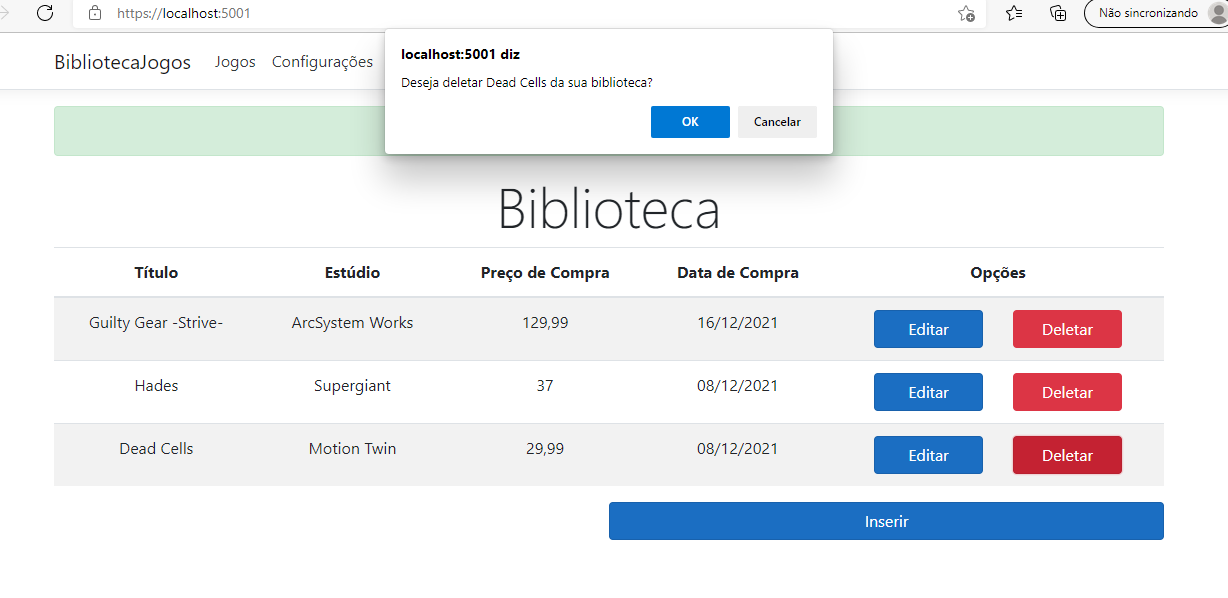 https://localhost:5001
Não sincronizando
BibliotecaJogos Jogos Configurações
localhost:5001 diz
Deseja deletar Dead Cells da sua biblioteca?
OK Cancelar
Biblioteca
Título Estúdio Preço de Compra Data de Compra Opções
Guilty Gear -Strive- ArcSystem Works 129,99 16/12/2021 Editar Deletar
Hades Supergiant 37 08/12/2021 Editar Deletar
Dead Cells Motion Twin 29,99 08/12/2021 Editar Deletar
Inserir